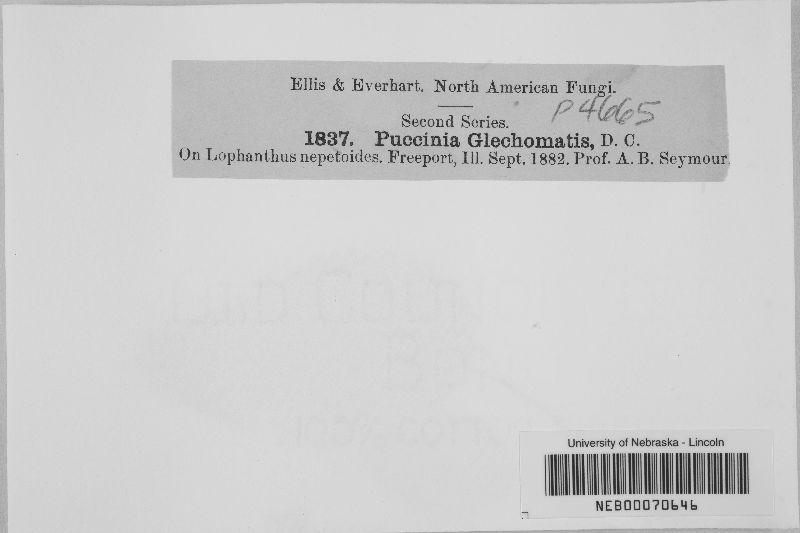 Ellis & Everhart. North American Fungi.
P4665
Second Series.
1837. Puccinia Glechomatis, D. C.
On Lophanthus nepetoides. Freeport, Ill. Sept. 1882. Prof. A. B. Seymour.
University of Nebraska - Lincoln
NEB00070646